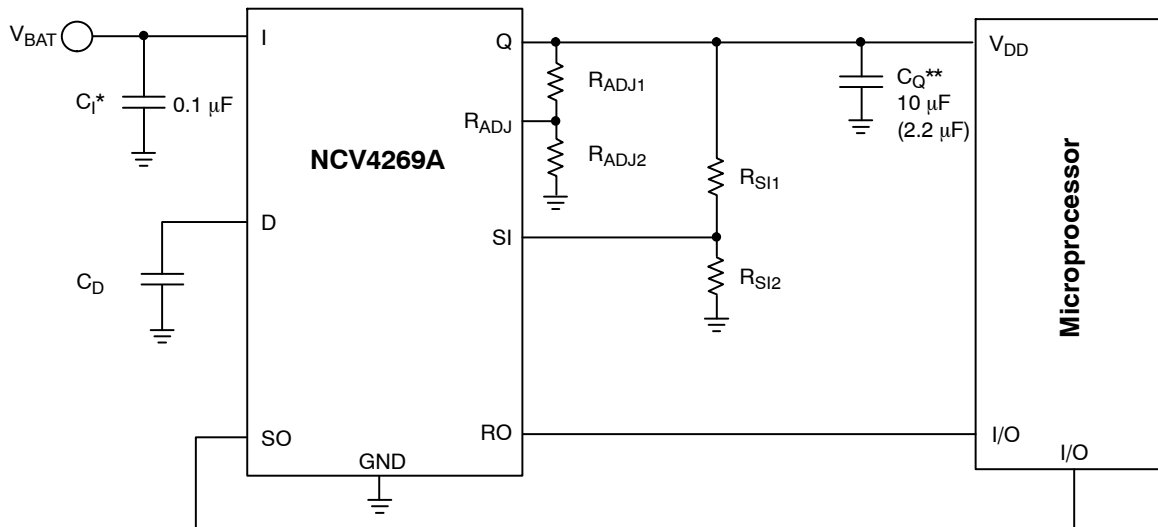 V_BAT
I
C_I*
0.1 μF
D
C_D
SO
GND
NCV4269A
Q
R_ADJ
SI
RO
R_ADJ1
R_ADJ2
R_SI1
R_SI2
C_Q**
10 μF
(2.2 μF)
V_DD
Microprocessor
I/O
I/O